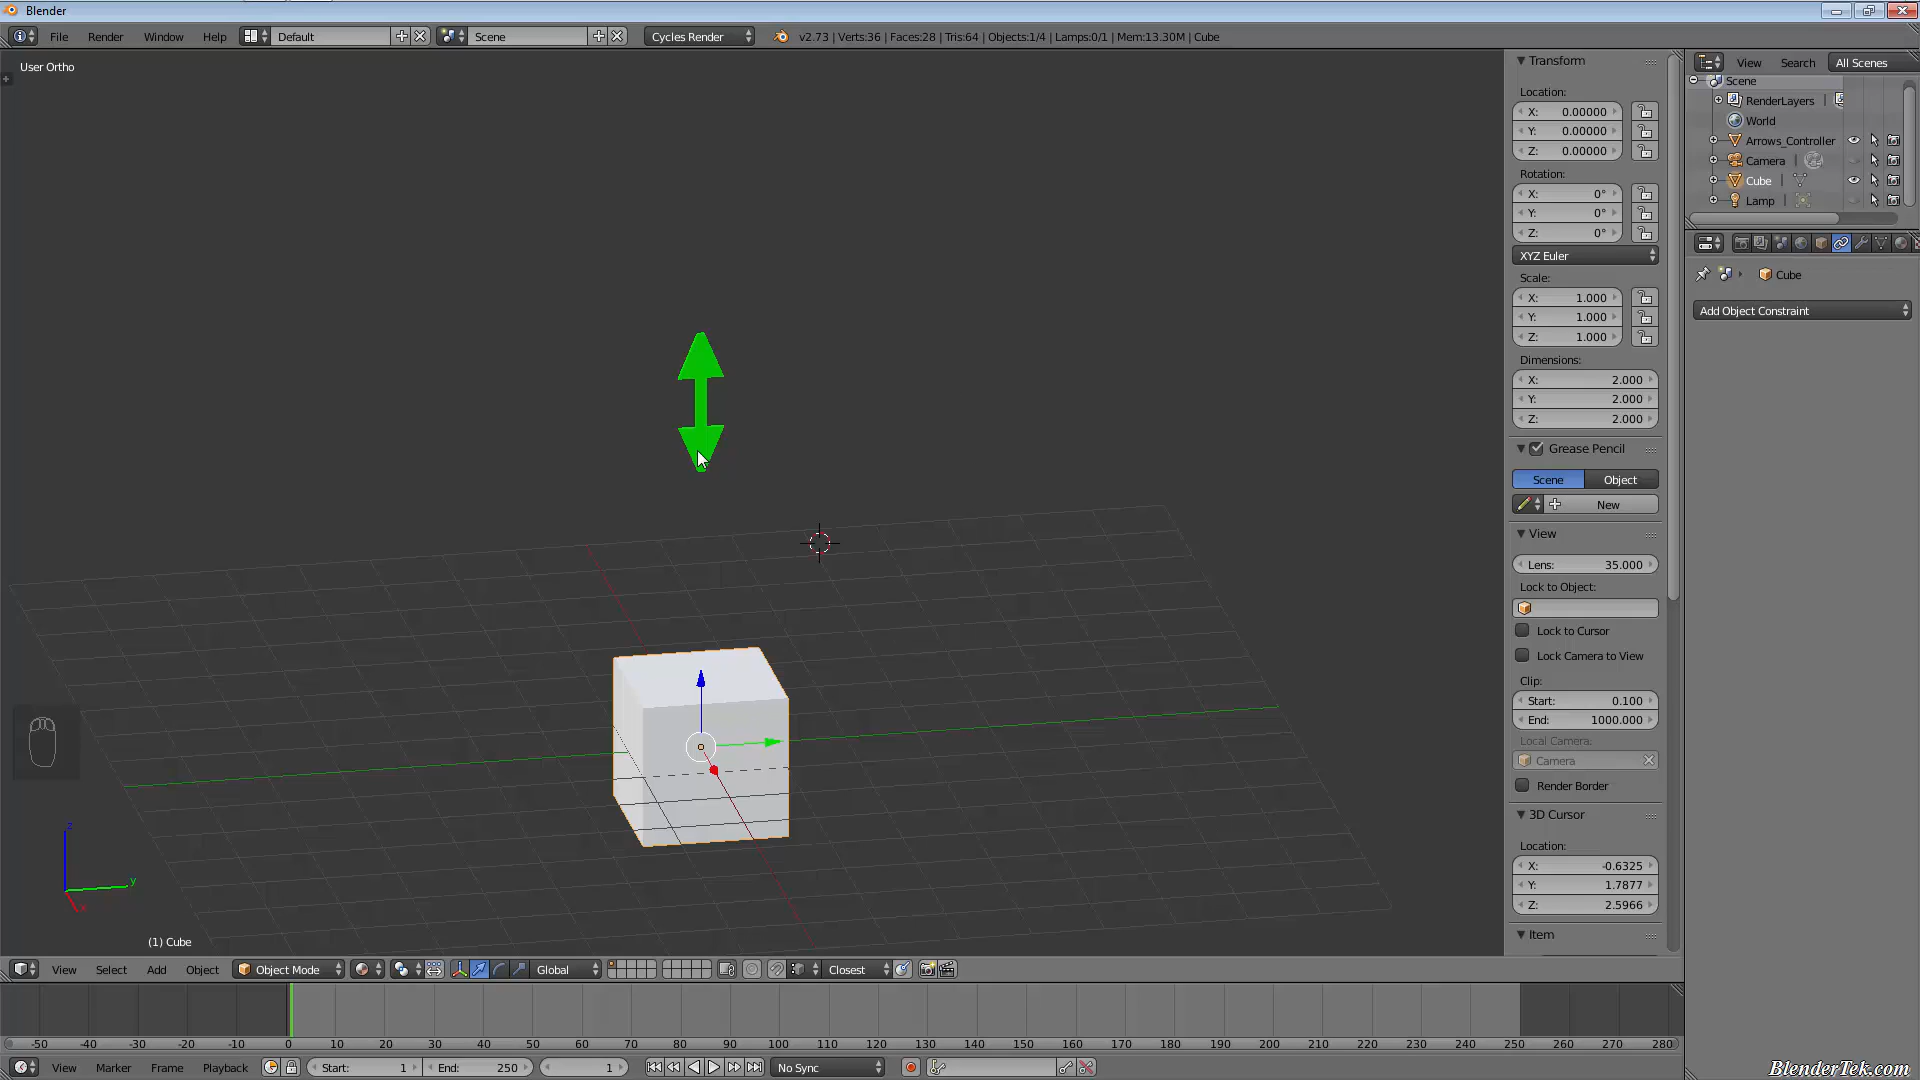 Blender
File Render Window Help Default Scene Cycles Render v2.73 | Verts:36 | Faces:28 | Tris:64 | Objects:1/4 | Lamps:0/1 | Mem:13.30M | Cube
User Ortho
Transform
Location:
X: 0.00000
Y: 0.00000
Z: 0.00000
Rotation:
X: 0°
Y: 0°
Z: 0°
XYZ Euler
Scale:
X: 1.000
Y: 1.000
Z: 1.000
Dimensions:
X: 2.000
Y: 2.000
Z: 2.000
Grease Pencil
Scene Object
New
View
Lens: 35.000
Lock to Object:
Lock to Cursor
Lock Camera to View
Clip:
Start: 0.100
End: 1000.000
Local Camera:
Camera
Render Border
3D Cursor
Location:
X: -0.6325
Y: 1.7877
Z: 2.5966
Item
View Search All Scenes
Scene
RenderLayers
World
Arrows_Controller
Camera
Cube
Lamp
Cube
Add Object Constraint
z
y
x
(1) Cube
View Select Add Object Object Mode Global Closest
-50 -40 -30 -20 -10 0 10 20 30 40 50 60 70 80 90 100 110 120 130 140 150 160 170 180 190 200 210 220 230 240 250 260 270 280
View Marker Frame Playback Start: 1 End: 250 1 No Sync
BlenderTek.com